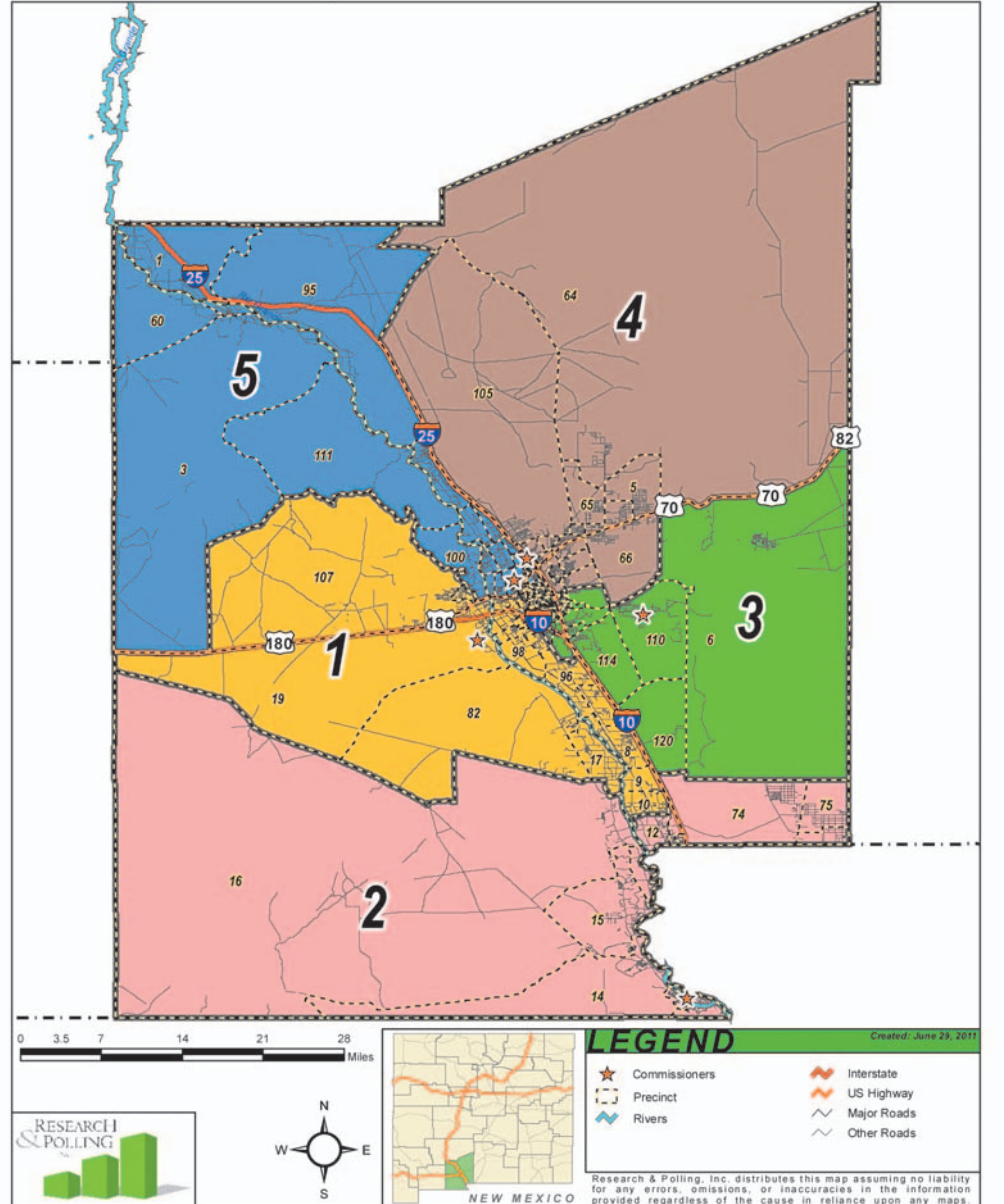 Rio Grande
1
25
95
64
60
4
5
105
25
82
3
111
5
70
70
65
100
66
107
180
180
10
3
110
6
1
98
114
96
19
82
10
120
17
8
9
10
74
75
12
16
2
15
14
0 3.5 7 14 21 28
Miles
LEGEND
Created: June 29, 2011
Commissioners
Precinct
Rivers
Interstate
US Highway
Major Roads
Other Roads
RESEARCH
& POLLING
N
W E
S
NEW MEXICO
Research & Polling, Inc. distributes this map assuming no liability
for any errors, omissions, or inaccuracies in the information
provided regardless of the cause in reliance upon any maps.